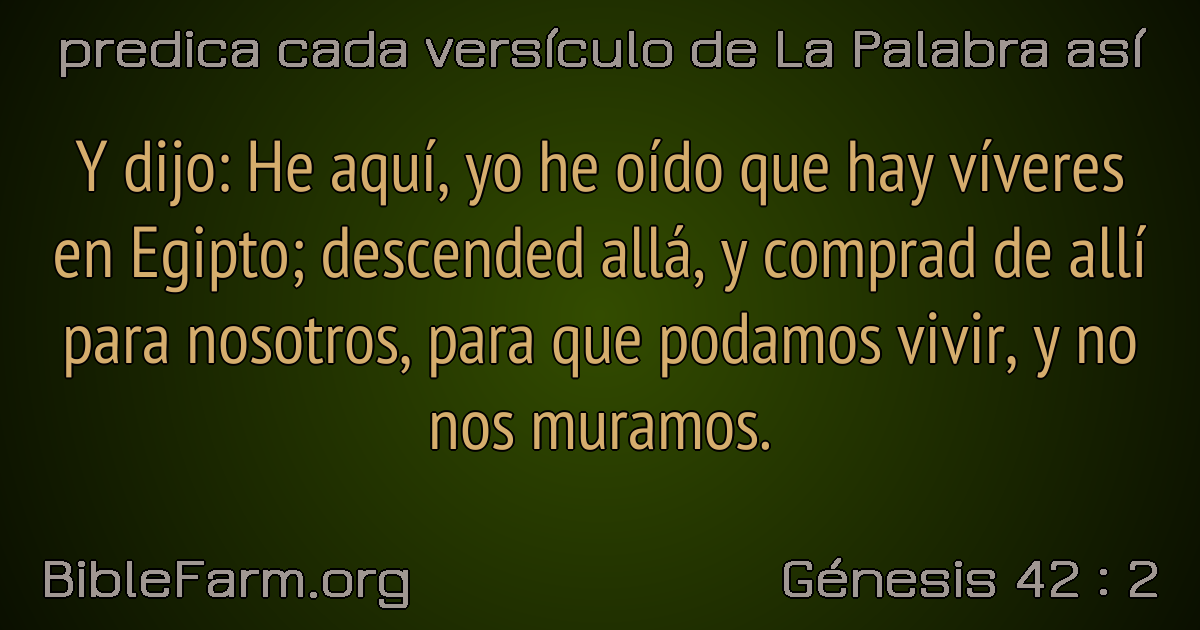 predica cada versículo de La Palabra así
Y dijo: He aquí, yo he oído que hay víveres
en Egipto; descended allá, y comprad de allí
para nosotros, para que podamos vivir, y no
nos muramos.
BibleFarm.org
Génesis 42 : 2